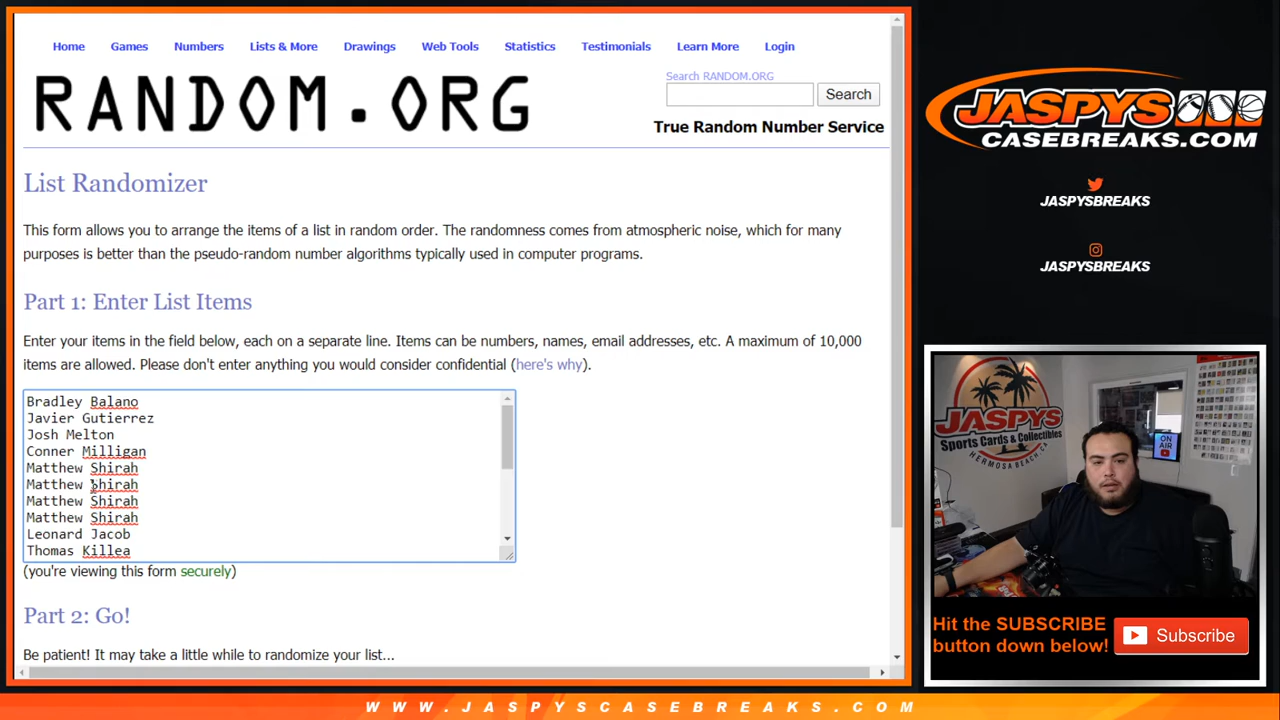 Home Games Numbers Lists & More Drawings Web Tools Statistics Testimonials Learn More Login
RANDOM.ORG
Search RANDOM.ORG
Search
True Random Number Service
List Randomizer
This form allows you to arrange the items of a list in random order. The randomness comes from atmospheric noise, which for many
purposes is better than the pseudo-random number algorithms typically used in computer programs.
Part 1: Enter List Items
Enter your items in the field below, each on a separate line. Items can be numbers, names, email addresses, etc. A maximum of 10,000
items are allowed. Please don't enter anything you would consider confidential (here's why).
Bradley Balano
Javier Gutierrez
Josh Melton
Conner Milligan
Matthew Shirah
Matthew Shirah
Matthew Shirah
Matthew Shirah
Leonard Jacob
Thomas Killea
(you're viewing this form securely)
Part 2: Go!
Be patient! It may take a little while to randomize your list...
JASPYS
CASEBREAKS.COM
JASPYSBREAKS
JASPYSBREAKS
JASPYS
Sports Cards & Collectibles
HERMOSA BEACH, CA
ON
AIR
Hit the SUBSCRIBE
button down below!
Subscribe
WWW.JASPYSCASEBREAKS.COM